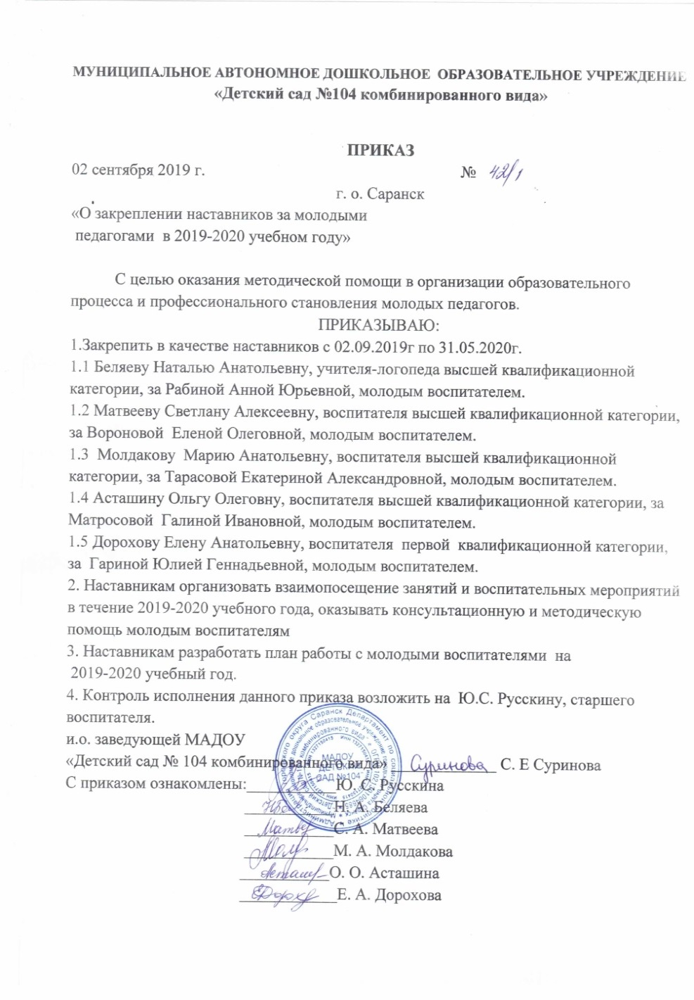 МУНИЦИПАЛЬНОЕ АВТОНОМНОЕ ДОШКОЛЬНОЕ  ОБРАЗОВАТЕЛЬНОЕ УЧРЕЖДЕНИЕ
«Детский сад №104 комбинированного вида»
ПРИКАЗ
02 сентября 2019 г. № 42/1
г. о. Саранск
«О закреплении наставников за молодыми
педагогами  в 2019-2020 учебном году»
С целью оказания методической помощи в организации образовательного
процесса и профессионального становления молодых педагогов.
ПРИКАЗЫВАЮ:
1.Закрепить в качестве наставников с 02.09.2019г по 31.05.2020г.
1.1 Беляеву Наталью Анатольевну, учителя-логопеда высшей квалификационной
категории, за Рабиной Анной Юрьевной, молодым воспитателем.
1.2 Матвееву Светлану Алексеевну, воспитателя высшей квалификационной категории,
за Вороновой  Еленой Олеговной, молодым воспитателем.
1.3  Молдакову  Марию Анатольевну, воспитателя высшей квалификационной
категории, за Тарасовой Екатериной Александровной, молодым воспитателем.
1.4 Асташину Ольгу Олеговну, воспитателя высшей квалификационной категории, за
Матросовой  Галиной Ивановной, молодым воспитателем.
1.5 Дорохову Елену Анатольевну, воспитателя  первой  квалификационной категории,
за  Гариной Юлией Геннадьевной, молодым воспитателем.
2. Наставникам организовать взаимопосещение занятий и воспитательных мероприятий
в течение 2019-2020 учебного года, оказывать консультационную и методическую
помощь молодым воспитателям
3. Наставникам разработать план работы с молодыми воспитателями  на
2019-2020 учебный год.
4. Контроль исполнения данного приказа возложить на  Ю.С. Русскину, старшего
воспитателя.
и.о. заведующей МАДОУ
«Детский сад № 104 комбинированного вида» Суринова С. Е Суринова
С приказом ознакомлены: Ю. С. Русскина
Н. А. Беляева
С. А. Матвеева
М. А. Молдакова
О. О. Асташина
Е. А. Дорохова
МАДОУ
ДЕТСКИЙ
САД №104